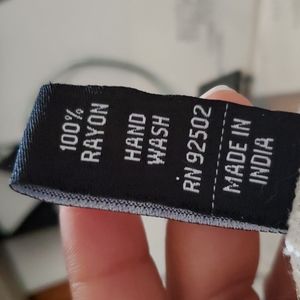 100%
RAYON
HAND
WASH
RN 92502
MADE IN
INDIA